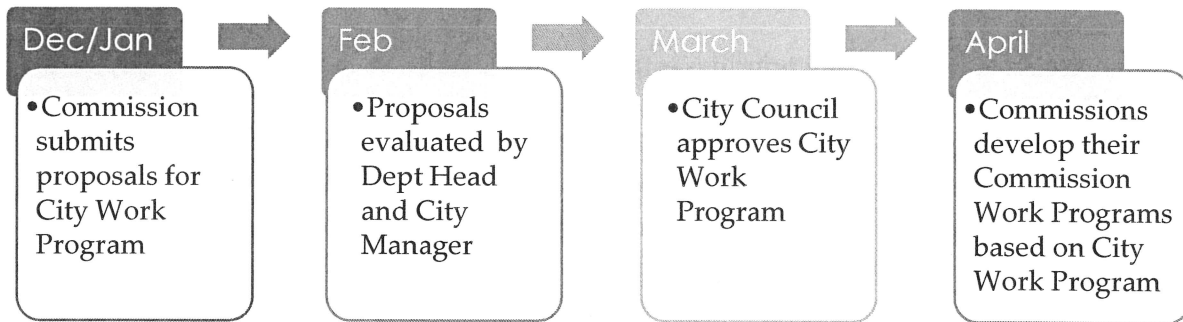 Dec/Jan
•Commission
submits
proposals for
City Work
Program
Feb
•Proposals
evaluated by
Dept Head
and City
Manager
March
•City Council
approves City
Work
Program
April
•Commissions
develop their
Commission
Work Programs
based on City
Work Program